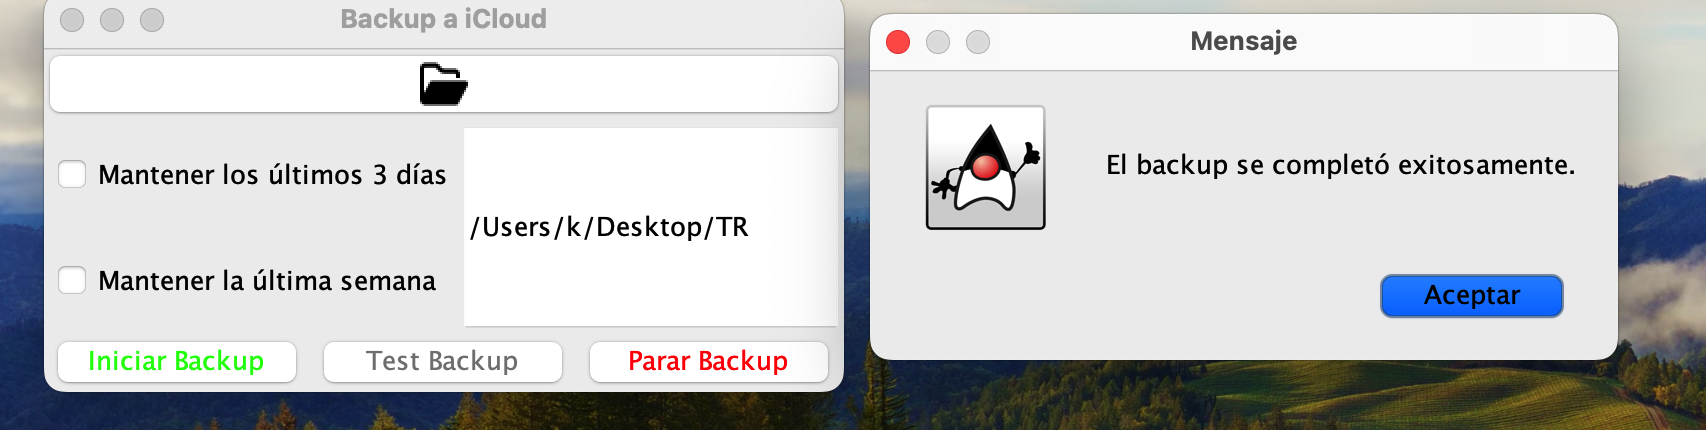 Backup a iCloud
Mantener los últimos 3 días
/Users/k/Desktop/TR
Mantener la última semana
Iniciar Backup
Test Backup
Parar Backup
Mensaje
El backup se completó exitosamente.
Aceptar